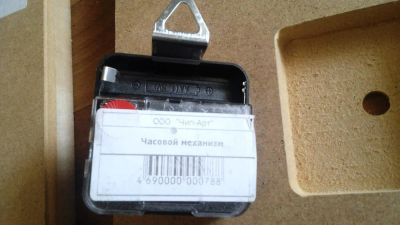 ООО "Чип-Арт"
Часовой механизм
4 690000 000788